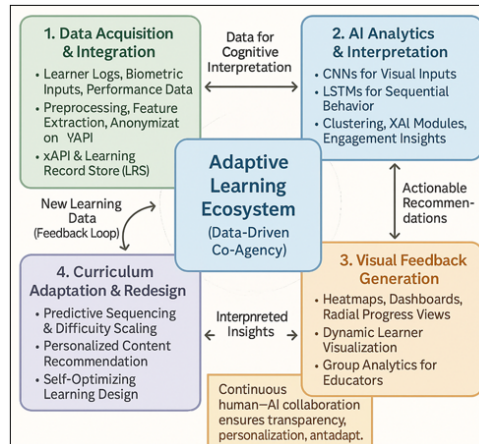 1. Data Acquisition
& Integration
• Learner Logs, Biometric
Inputs, Performance Data
• Preprocessing, Feature
Extraction, Anonymizat
on YAPI
• xAPI & Learning
Record Store (LRS)
Data for
Cognitive
Interpretation
2. AI Analytics
& Interpretation
• CNNs for Visual Inputs
• LSTMs for Sequential
Behavior
• Clustering, XAI Modules,
Engagement Insights
Adaptive
Learning
Ecosystem
(Data-Driven
Co-Agency)
New Learning
Data
(Feedback Loop)
Actionable
Recommen-
dations
4. Curriculum
Adaptation & Redesign
• Predictive Sequencing
& Difficulty Scaling
• Personalized Content
Recommendation
• Self-Optimizing
Learning Design
Interpnreted
Insights
3. Visual Feedback
Generation
• Heatmaps, Dashboards,
Radial Progress Views
• Dynamic Learner
Visualization
• Group Analytics for
Educators
Continuous
human–AI collaboration
ensures transparency,
personalization, antadapt.